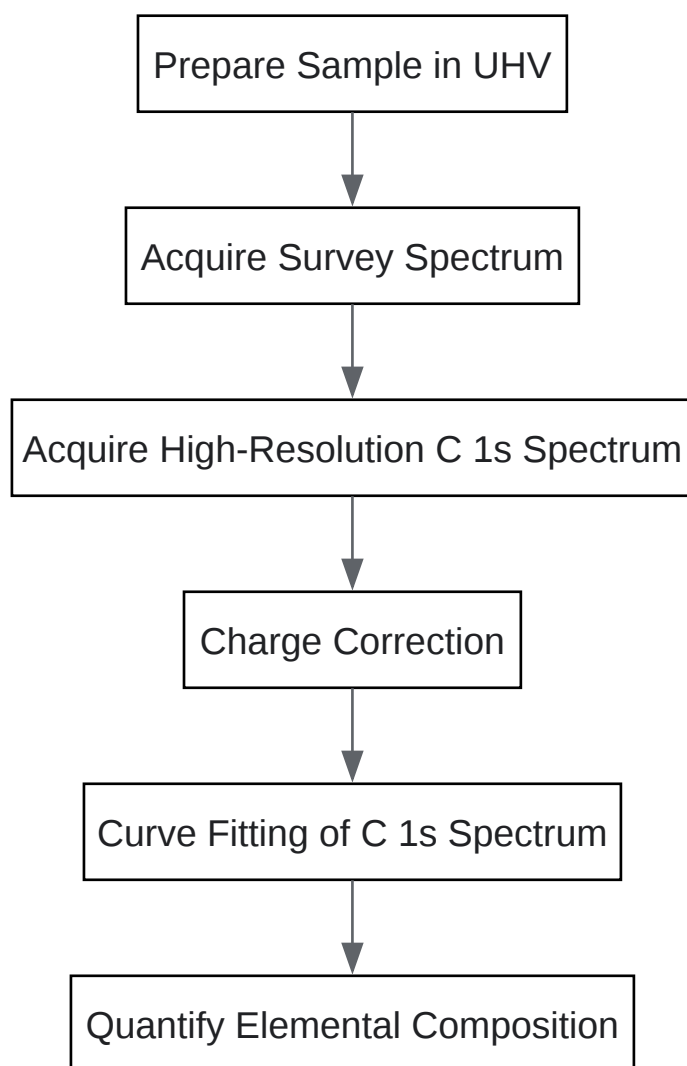 Prepare Sample in UHV
Acquire Survey Spectrum
Acquire High-Resolution C 1s Spectrum
Charge Correction
Curve Fitting of C 1s Spectrum
Quantify Elemental Composition